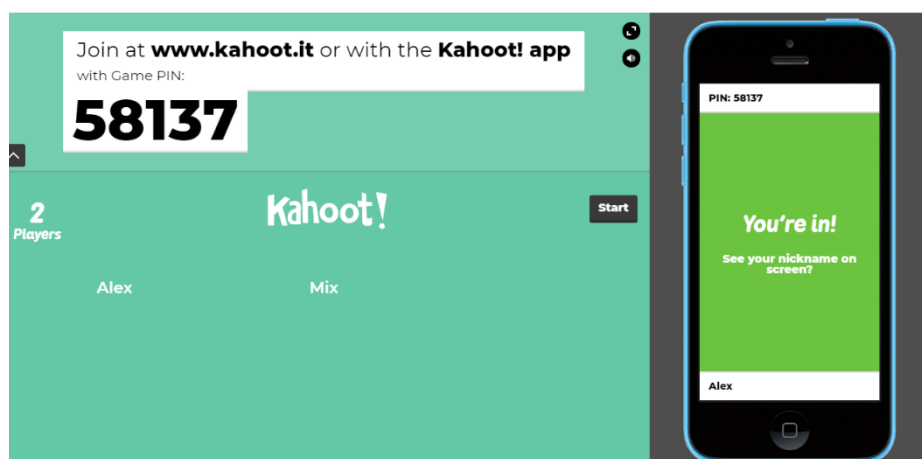 Join at www.kahoot.it or with the Kahoot! app
with Game PIN:
58137
2
Players
Kahoot!
Start
Alex
Mix
PIN: 58137
You're in!
See your nickname on
screen?
Alex